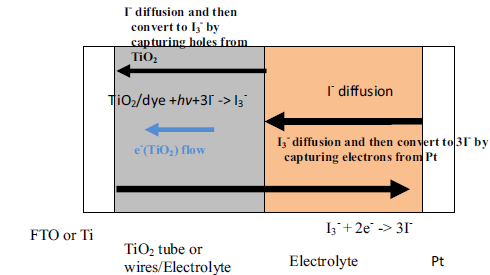 I⁻ diffusion and then
convert to I₃⁻ by
capturing holes from
TiO₂
TiO₂/dye +hν+3I⁻ -> I₃⁻
I⁻ diffusion
e⁻(TiO₂) flow
I₃⁻ diffusion and then convert to 3I⁻ by
capturing electrons from Pt
I₃⁻ + 2e⁻ -> 3I⁻
FTO or Ti
TiO₂ tube or
wires/Electrolyte
Electrolyte
Pt